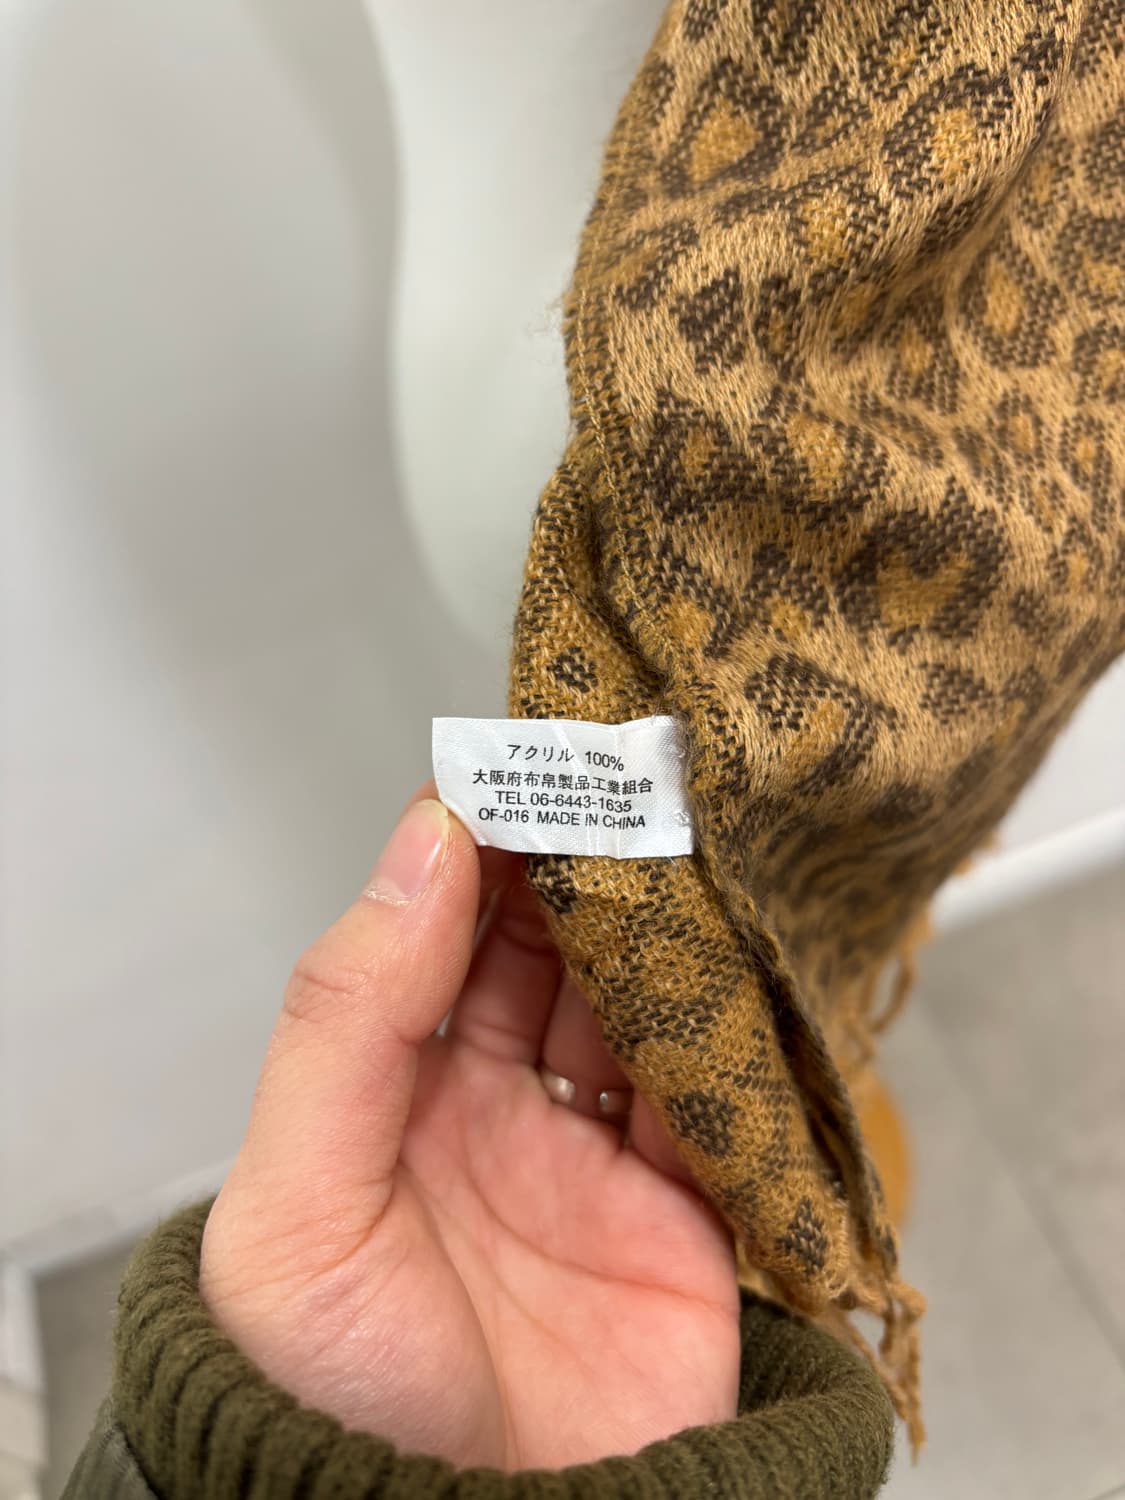 アクリル 100%
大阪府布帛製品工業組合
TEL 06-6443-1635
OF-016 MADE IN CHINA